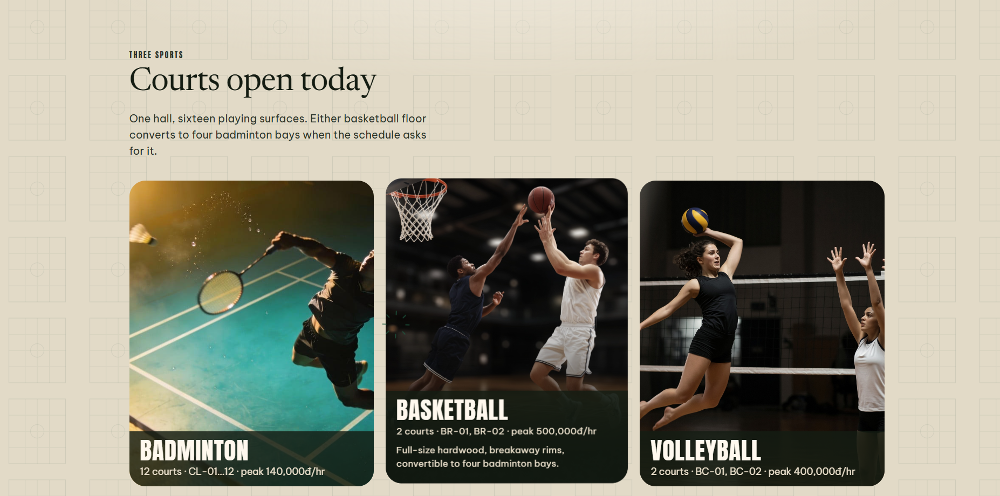 THREE SPORTS
Courts open today
One hall, sixteen playing surfaces. Either basketball floor
converts to four badminton bays when the schedule asks
for it.
BADMINTON
12 courts · CL-01...12 · peak 140,000đ/hr
BASKETBALL
2 courts · BR-01, BR-02 · peak 500,000đ/hr
Full-size hardwood, breakaway rims,
convertible to four badminton bays.
VOLLEYBALL
2 courts · BC-01, BC-02 · peak 400,000đ/hr